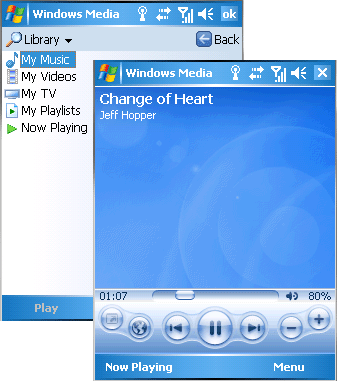 Windows Media ok
Library Back
My Music
My Videos
My TV
My Playlists
Now Playing
Play
Windows Media
Change of Heart
Jeff Hopper
01:07 80%
Now Playing Menu